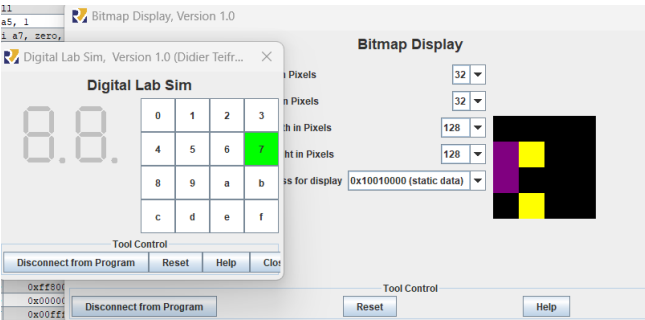 11
a5, 1
i a7, zero,
Bitmap Display, Version 1.0
Bitmap Display
n Pixels
32
n Pixels
32
th in Pixels
128
ht in Pixels
128
ss for display
0x10010000 (static data)
Tool Control
Disconnect from Program
Reset
Help
Digital Lab Sim, Version 1.0 (Didier Teifr...
Digital Lab Sim
0 1 2 3
4 5 6 7
8 9 a b
c d e f
Tool Control
Disconnect from Program
Reset
Help
Clo
0xff800
0x00000
0x00fff